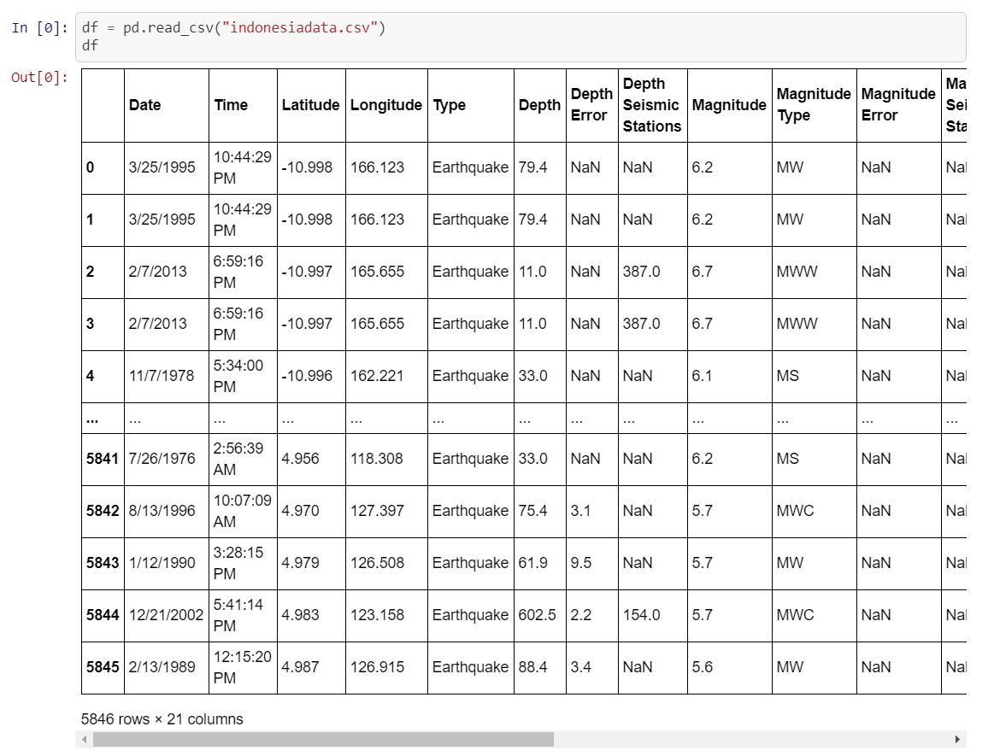 In [0]: df = pd.read_csv("indonesiadata.csv")
df
Out[0]:
Date Time Latitude Longitude Type Depth Depth Error Depth Seismic Stations Magnitude Magnitude Type Magnitude Error Ma Sei Sta
0 3/25/1995 10:44:29 PM -10.998 166.123 Earthquake 79.4 NaN NaN 6.2 MW NaN Na
1 3/25/1995 10:44:29 PM -10.998 166.123 Earthquake 79.4 NaN NaN 6.2 MW NaN Na
2 2/7/2013 6:59:16 PM -10.997 165.655 Earthquake 11.0 NaN 387.0 6.7 MWW NaN Na
3 2/7/2013 6:59:16 PM -10.997 165.655 Earthquake 11.0 NaN 387.0 6.7 MWW NaN Na
4 11/7/1978 5:34:00 PM -10.996 162.221 Earthquake 33.0 NaN NaN 6.1 MS NaN Na
... ... ... ... ... ... ... ... ... ... ... ... ...
5841 7/26/1976 2:56:39 AM 4.956 118.308 Earthquake 33.0 NaN NaN 6.2 MS NaN Na
5842 8/13/1996 10:07:09 AM 4.970 127.397 Earthquake 75.4 3.1 NaN 5.7 MWC NaN Na
5843 1/12/1990 3:28:15 PM 4.979 126.508 Earthquake 61.9 9.5 NaN 5.7 MW NaN Na
5844 12/21/2002 5:41:14 PM 4.983 123.158 Earthquake 602.5 2.2 154.0 5.7 MWC NaN Na
5845 2/13/1989 12:15:20 PM 4.987 126.915 Earthquake 88.4 3.4 NaN 5.6 MW NaN Na
5846 rows × 21 columns